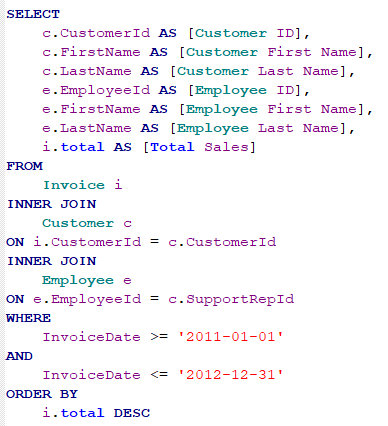 SELECT
c.CustomerId AS [Customer ID],
c.FirstName AS [Customer First Name],
c.LastName AS [Customer Last Name],
e.EmployeeId AS [Employee ID],
e.FirstName AS [Employee First Name],
e.LastName AS [Employee Last Name],
i.total AS [Total Sales]
FROM
Invoice i
INNER JOIN
Customer c
ON i.CustomerId = c.CustomerId
INNER JOIN
Employee e
ON e.EmployeeId = c.SupportRepId
WHERE
InvoiceDate >= '2011-01-01'
AND
InvoiceDate <= '2012-12-31'
ORDER BY
i.total DESC